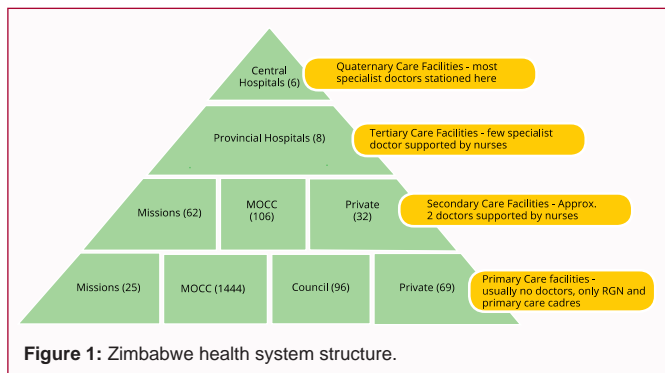 Central
Hospitals (6)
Quaternary Care Facilities - most
specialist doctors stationed here
Provincial Hospitals (8)
Tertiary Care Facilities - few specialist
doctor supported by nurses
Missions (62)
MOCC
(106)
Private
(32)
Secondary Care Facilities - Approx.
2 doctors supported by nurses
Missions (25)
MOCC (1444)
Council (96)
Private (69)
Primary Care facilities -
usually no doctors, only RGN and
primary care cadres
Figure 1: Zimbabwe health system structure.